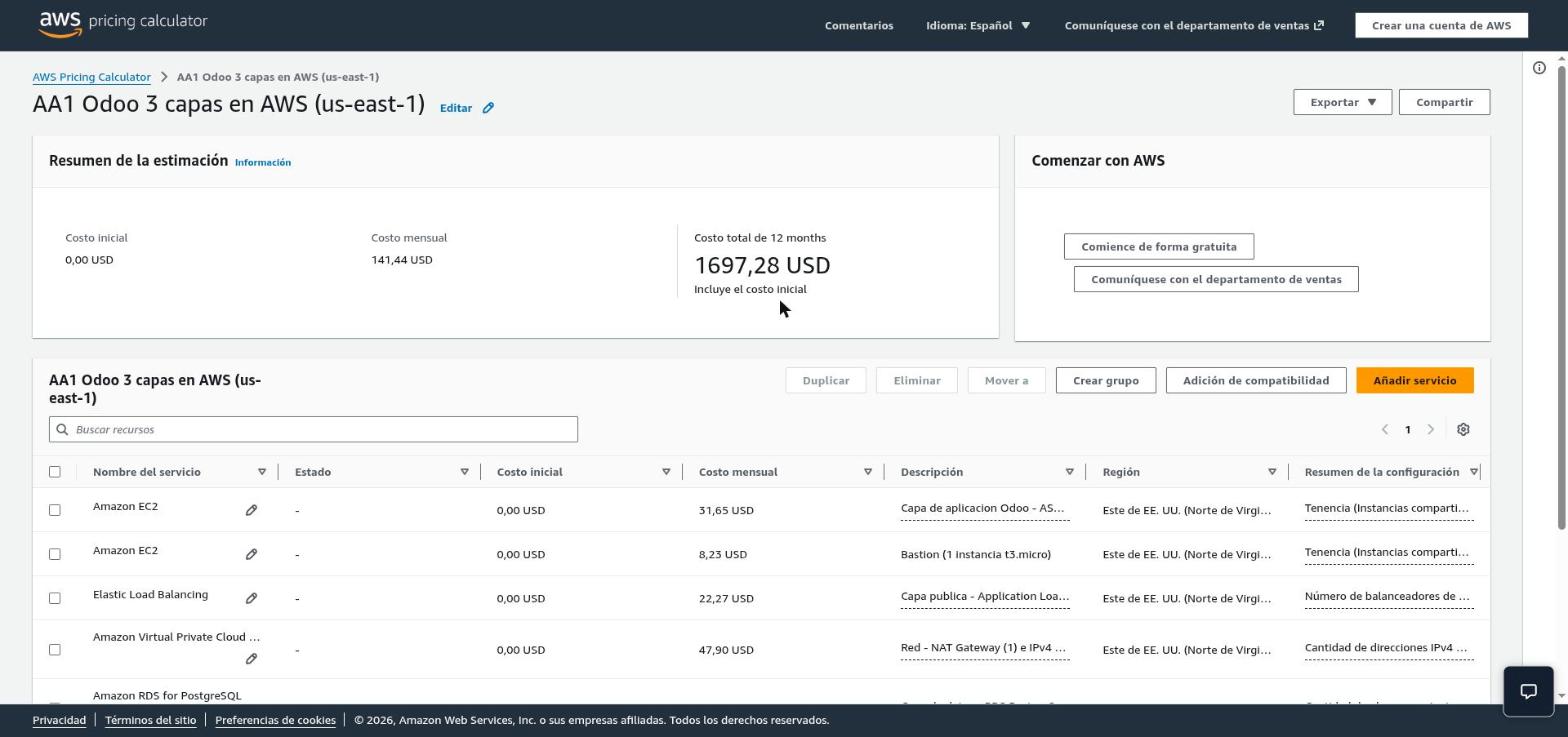 aws pricing calculator
Comentarios
Idioma: Español
Comuníquese con el departamento de ventas
Crear una cuenta de AWS
AWS Pricing Calculator
AA1 Odoo 3 capas en AWS (us-east-1)
AA1 Odoo 3 capas en AWS (us-east-1)
Editar
Exportar
Compartir
Resumen de la estimación
Información
Costo inicial
0,00 USD
Costo mensual
141,44 USD
Costo total de 12 months
1697,28 USD
Incluye el costo inicial
Comenzar con AWS
Comience de forma gratuita
Comuníquese con el departamento de ventas
AA1 Odoo 3 capas en AWS (us-
east-1)
Duplicar
Eliminar
Mover a
Crear grupo
Adición de compatibilidad
Añadir servicio
Buscar recursos
1
Nombre del servicio
Estado
Costo inicial
Costo mensual
Descripción
Región
Resumen de la configuración
Amazon EC2
-
0,00 USD
31,65 USD
Capa de aplicacion Odoo - AS...
Este de EE. UU. (Norte de Virgi...
Tenencia (Instancias comparti...
Amazon EC2
-
0,00 USD
8,23 USD
Bastion (1 instancia t3.micro)
Este de EE. UU. (Norte de Virgi...
Tenencia (Instancias comparti...
Elastic Load Balancing
-
0,00 USD
22,27 USD
Capa publica - Application Loa...
Este de EE. UU. (Norte de Virgi...
Número de balanceadores de ...
Amazon Virtual Private Cloud ...
-
0,00 USD
47,90 USD
Red - NAT Gateway (1) e IPv4 ...
Este de EE. UU. (Norte de Virgi...
Cantidad de direcciones IPv4 ...
Amazon RDS for PostgreSQL
Privacidad
Términos del sitio
Preferencias de cookies
© 2026, Amazon Web Services, Inc. o sus empresas afiliadas. Todos los derechos reservados.